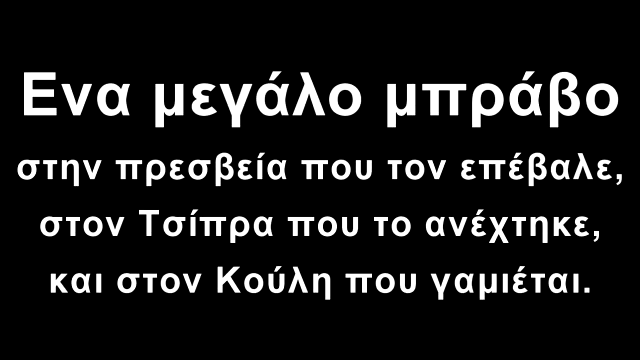 Ενα μεγάλο μπράβο
στην πρεσβεία που τον επέβαλε,
στον Τσίπρα που το ανέχτηκε,
και στον Κούλη που γαμιέται.